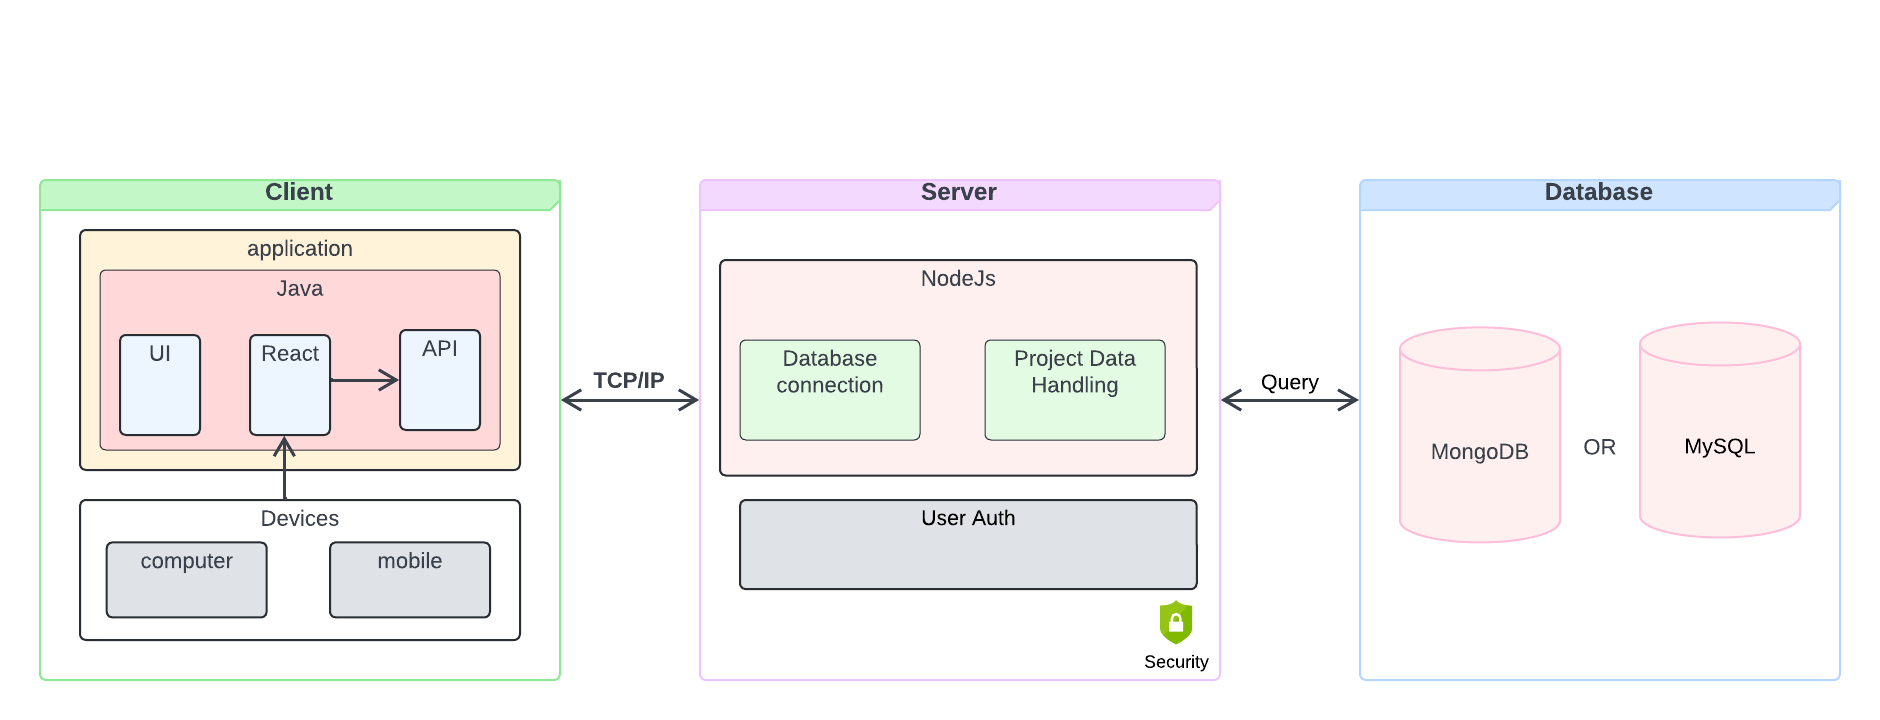 Client
application
Java
UI
React
API
Devices
computer
mobile
TCP/IP
Server
NodeJs
Database
connection
Project Data
Handling
User Auth
Security
Query
Database
MongoDB
OR
MySQL